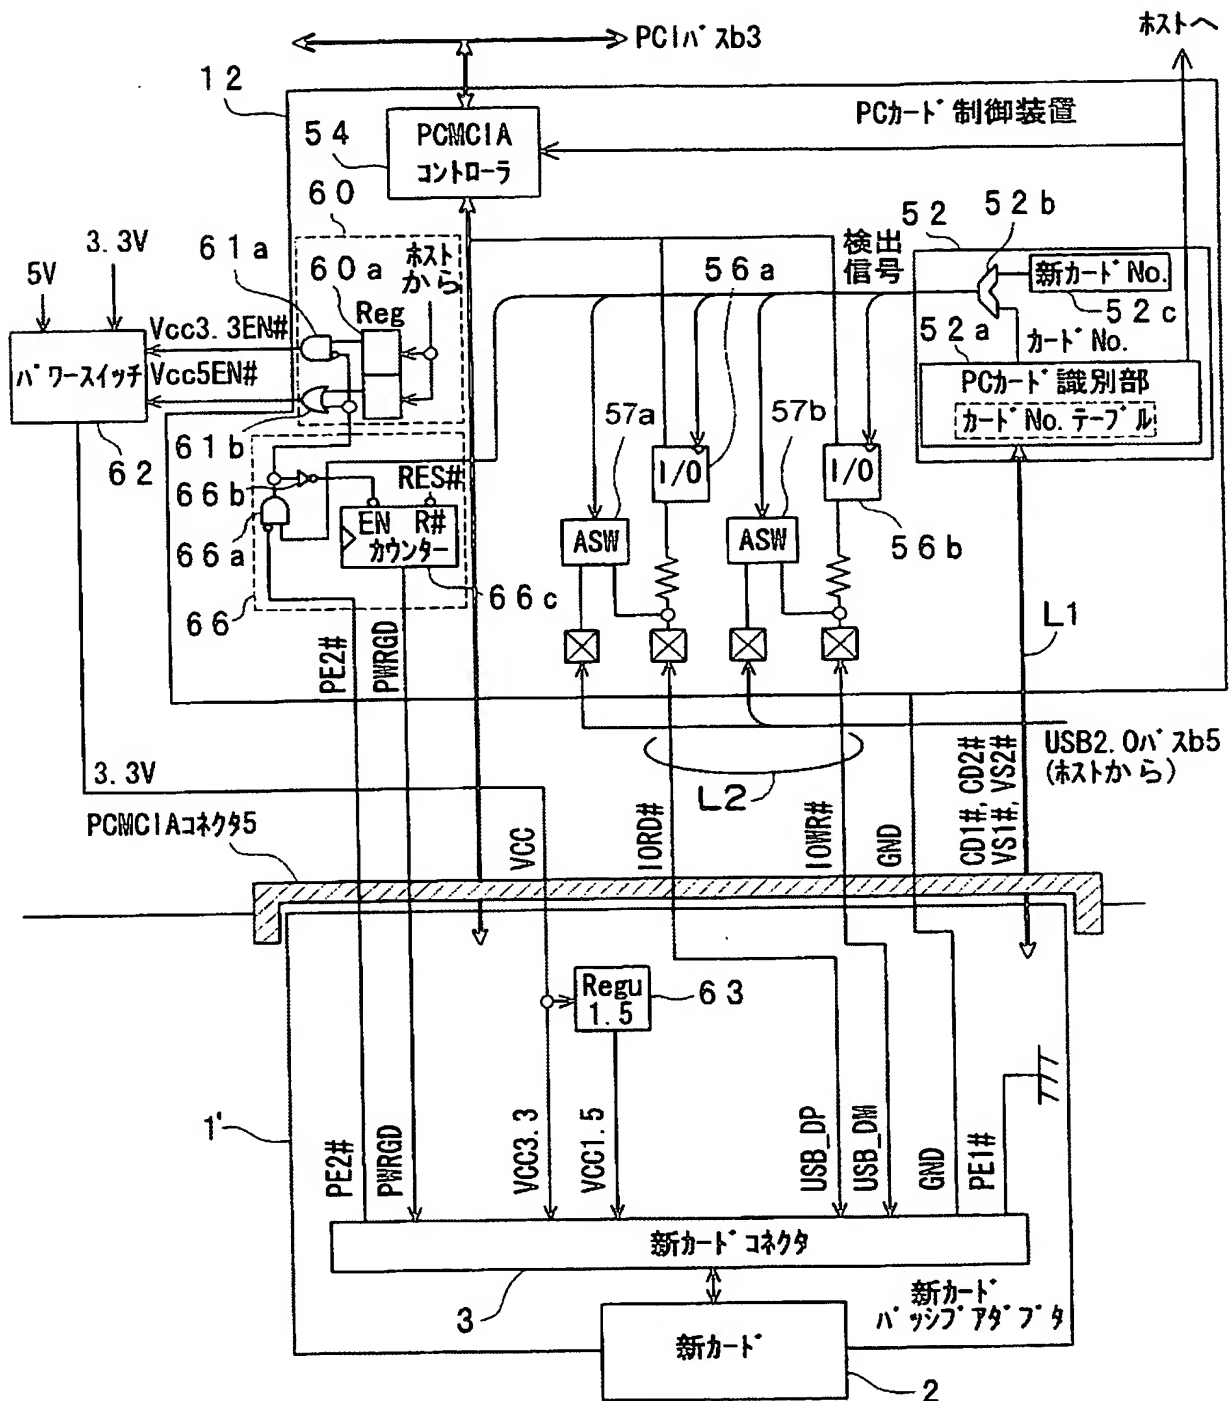 PCIバスb3
ホストへ
12
PCカード制御装置
54
PCMCIA
コントローラ
60
52
52b
3.3V
61a
60a
ホスト
から
56a
検出
信号
新カードNo.
5V
Reg
52c
52a
カードNo.
Vcc3.3EN#
パワースイッチ
Vcc5EN#
PCカード識別部
カードNo.テーブル
57a
57b
61b
I/O
I/O
62
66b
RES#
EN R#
カウンター
66a
ASW
ASW
56b
66c
66
L1
PE2#
PWRGD
USB2.0バスb5
(ホストから)
3.3V
L2
PCMCIAコネクタ5
VCC
IORD#
IOWR#
GND
CD1#, CD2#
VS1#, VS2#
Regu
1.5
63
1'
PE2#
PWRGD
VCC3.3
VCC1.5
USB_DP
USB_DM
GND
PE1#
新カードコネクタ
3
新カード
パッシブアダプタ
新カード
2